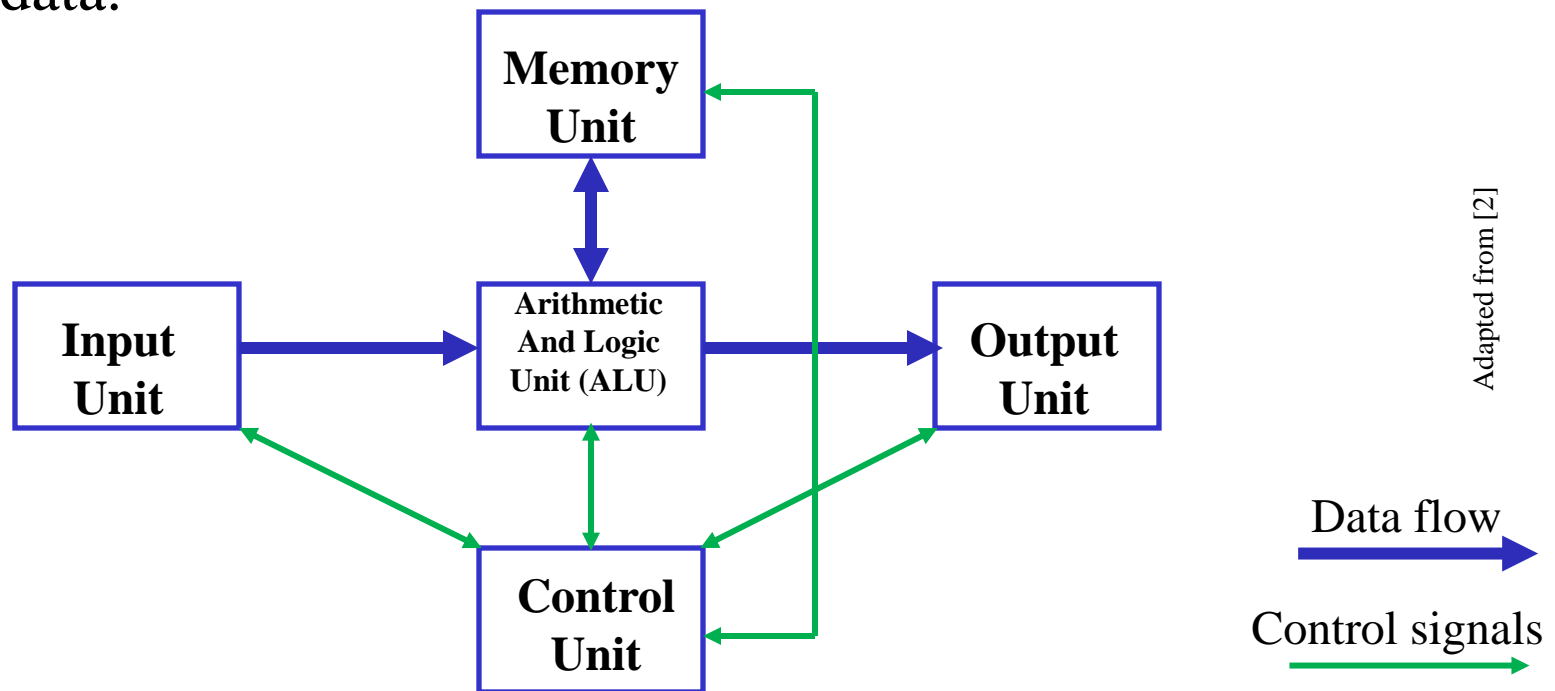 data.
Memory
Unit
Input
Unit
Arithmetic
And Logic
Unit (ALU)
Output
Unit
Control
Unit
Adapted from [2]
Data flow
Control signals